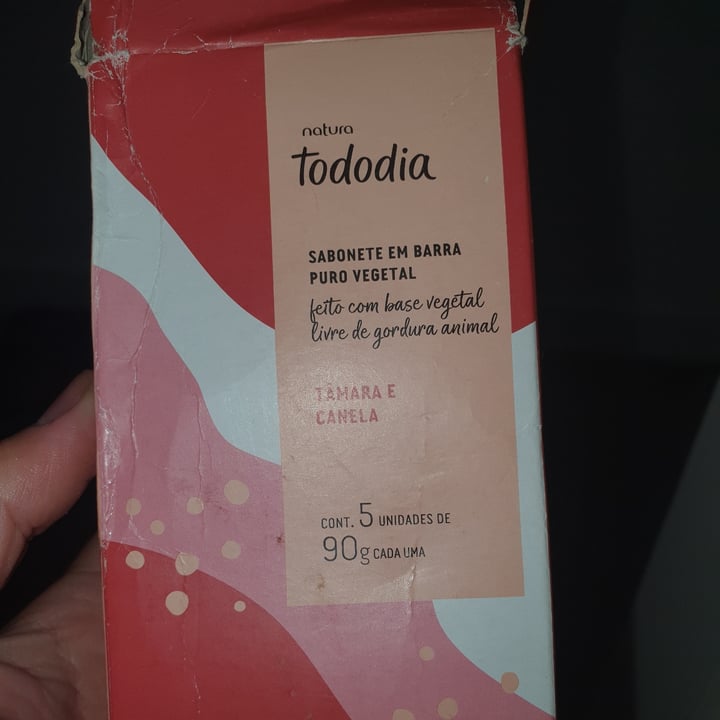 natura
tododia
SABONETE EM BARRA
PURO VEGETAL
feito com base vegetal
livre de gordura animal
TÂMARA E
CANELA
CONT. 5 UNIDADES DE
90g CADA UMA